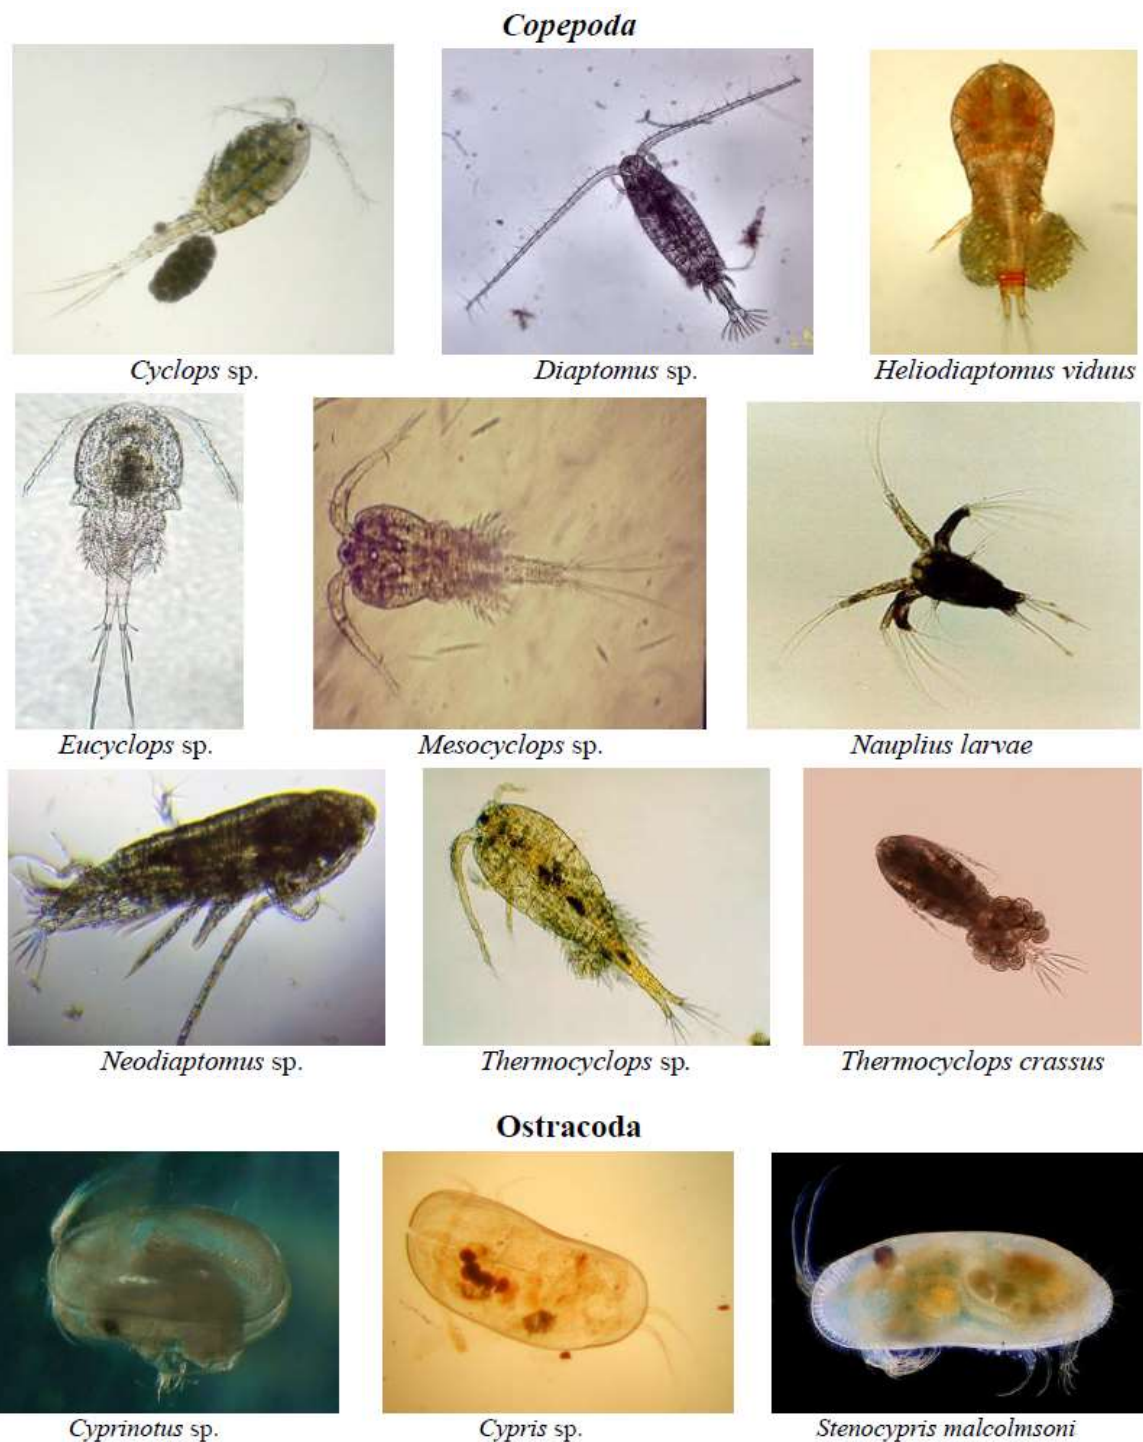 Copepoda
Cyclops sp.
Diaptomus sp.
Heliodiaptomus viduus
Eucyclops sp.
Mesocyclops sp.
Nauplius larvae
Neodiaptomus sp.
Thermocyclops sp.
Thermocyclops crassus
Ostracoda
Cyprinotus sp.
Cypris sp.
Stenocypris malcolmsoni